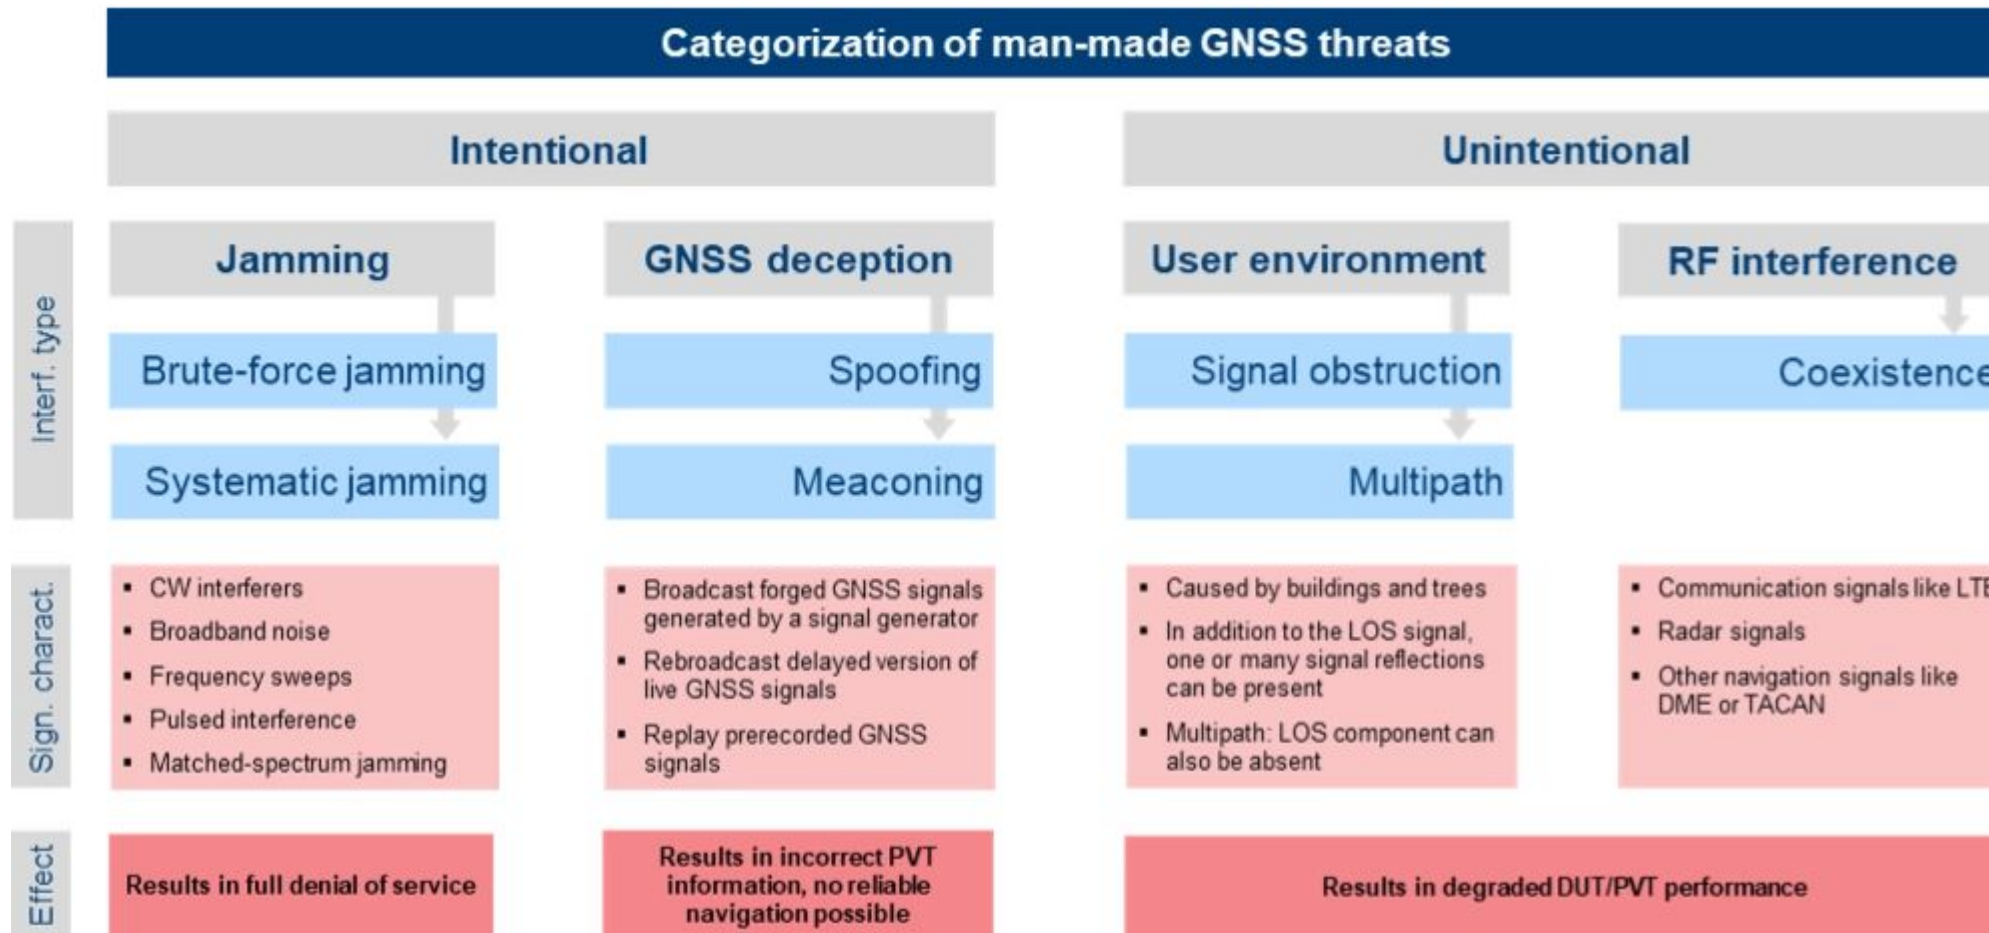 Categorization of man-made GNSS threats
Intentional
Unintentional
Interf. type
Jamming
GNSS deception
User environment
RF interference
Brute-force jamming
Spoofing
Signal obstruction
Coexistence
Systematic jamming
Meaconing
Multipath
Sign. charact.
▪ CW interferers
▪ Broadband noise
▪ Frequency sweeps
▪ Pulsed interference
▪ Matched-spectrum jamming
▪ Broadcast forged GNSS signals
generated by a signal generator
▪ Rebroadcast delayed version of
live GNSS signals
▪ Replay prerecorded GNSS
signals
▪ Caused by buildings and trees
▪ In addition to the LOS signal,
one or many signal reflections
can be present
▪ Multipath: LOS component can
also be absent
▪ Communication signals like LTE
▪ Radar signals
▪ Other navigation signals like
DME or TACAN
Effect
Results in full denial of service
Results in incorrect PVT
information, no reliable
navigation possible
Results in degraded DUT/PVT performance